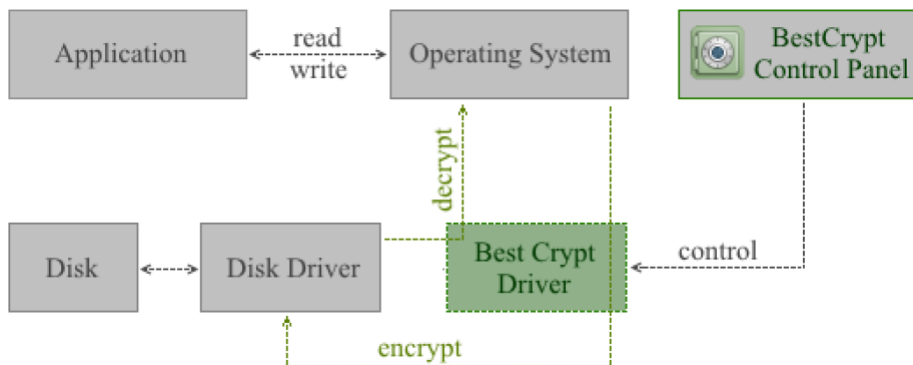 Application
read
write
Operating System
BestCrypt
Control Panel
decrypt
Disk
Disk Driver
Best Crypt
Driver
control
encrypt